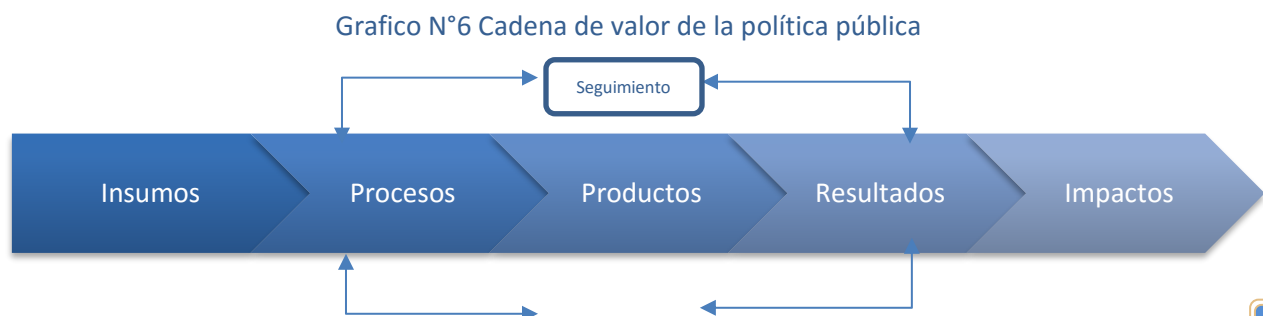 Grafico N°6 Cadena de valor de la política pública
Seguimiento
Insumos Procesos Productos Resultados Impactos